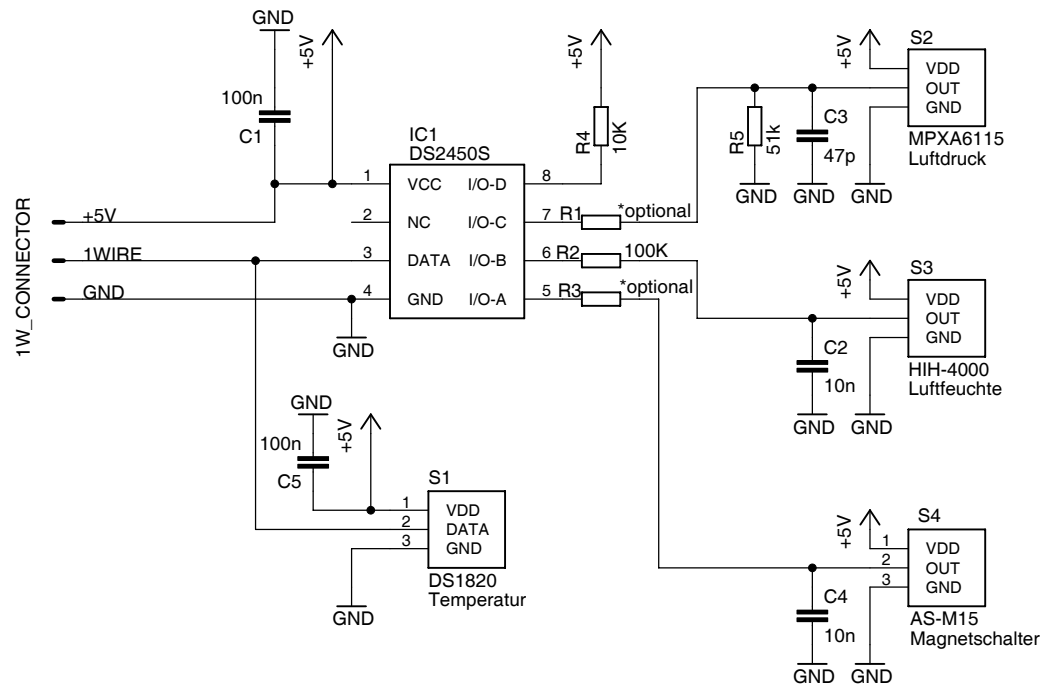 GND
+5V
100n
C1
IC1
DS2450S
1
VCC
I/O-D
8
2
NC
I/O-C
7
3
DATA
I/O-B
6
4
GND
I/O-A
5
1W_CONNECTOR
+5V
1WIRE
GND
GND
+5V
R4
10K
R1
*optional
R2
100K
R3
*optional
R5
51k
GND
C3
47p
GND
+5V
S2
VDD
OUT
GND
MPXA6115
Luftdruck
GND
+5V
S3
VDD
OUT
GND
HIH-4000
Luftfeuchte
C2
10n
GND
GND
GND
+5V
100n
C5
S1
1
VDD
2
DATA
3
GND
DS1820
Temperatur
GND
+5V
S4
1
VDD
2
OUT
3
GND
AS-M15
Magnetschalter
C4
10n
GND
GND